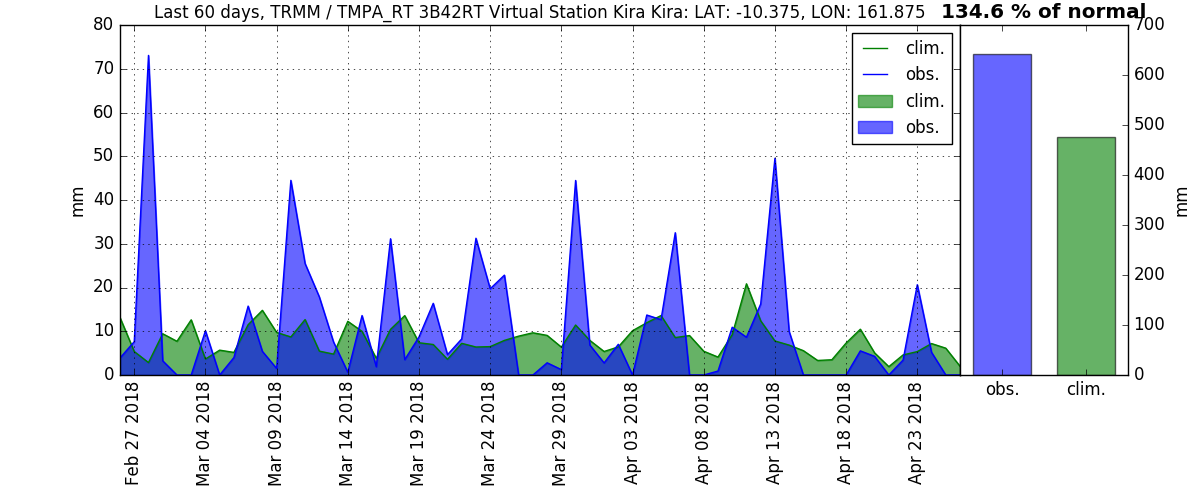 Last 60 days, TRMM / TMPA_RT 3B42RT Virtual Station Kira Kira: LAT: -10.375, LON: 161.875 134.6 % of normal
80
70
60
50
40
30
20
10
0
mm
clim.
obs.
clim.
obs.
Feb 27 2018
Mar 04 2018
Mar 09 2018
Mar 14 2018
Mar 19 2018
Mar 24 2018
Mar 29 2018
Apr 03 2018
Apr 08 2018
Apr 13 2018
Apr 18 2018
Apr 23 2018
700
600
500
400
300
200
100
0
mm
obs.
clim.